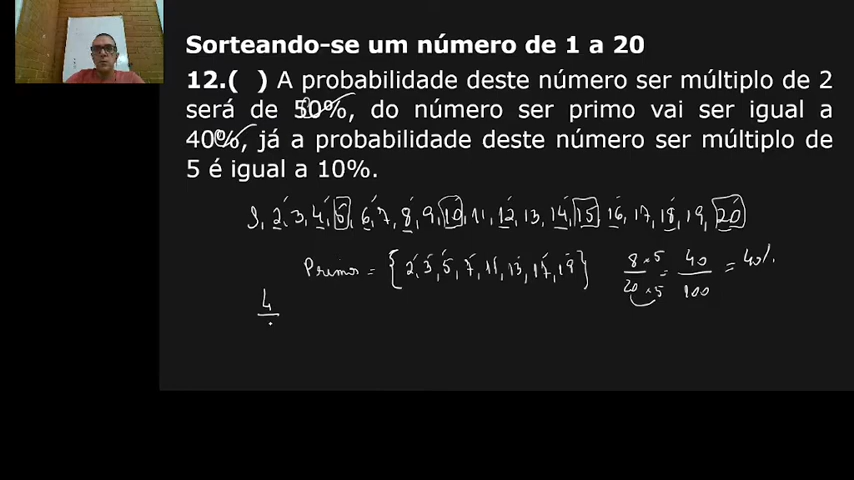 Sorteando-se um número de 1 a 20
12.( ) A probabilidade deste número ser múltiplo de 2
será de 50%, do número ser primo vai ser igual a
40%, já a probabilidade deste número ser múltiplo de
5 é igual a 10%.
1, 2, 3, 4, 5, 6, 7, 8, 9, 10, 11, 12, 13, 14, 15, 16, 17, 18, 19, 20
Primos = {2, 3, 5, 7, 11, 13, 17, 19} 8 ×5 / 20 ×5 = 40 / 100 = 40%
4